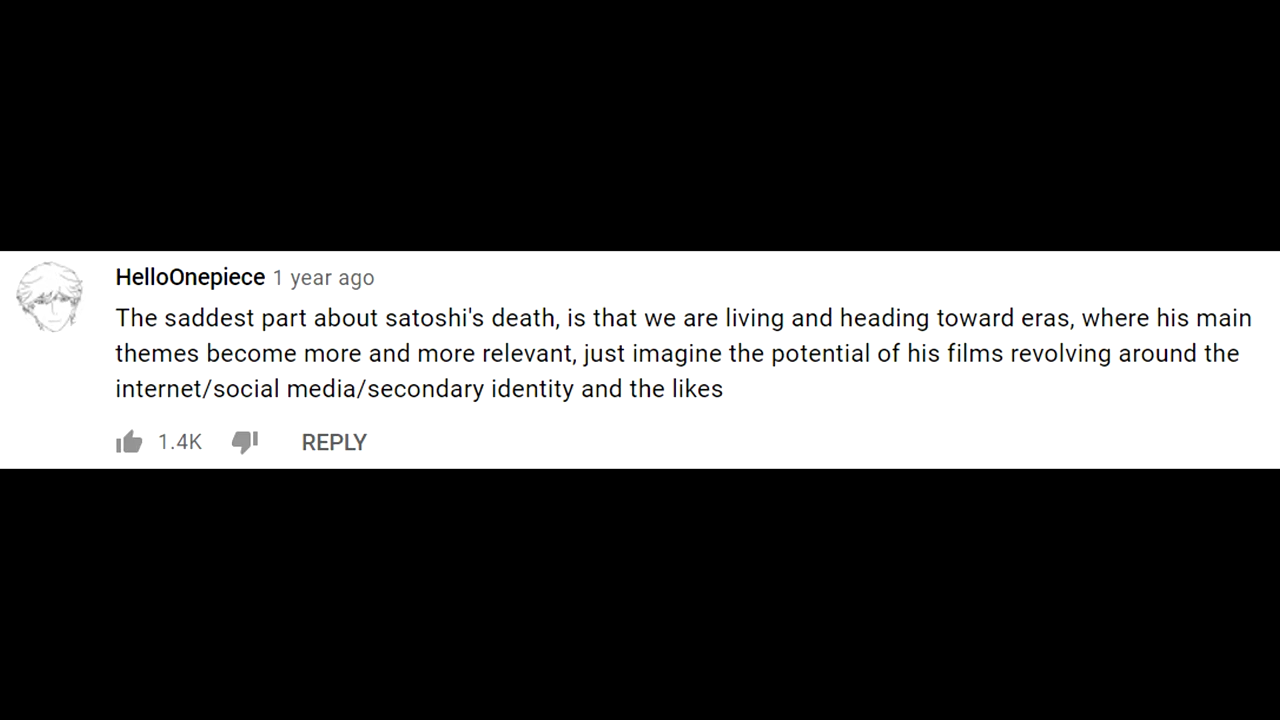 HelloOnepiece 1 year ago
The saddest part about satoshi's death, is that we are living and heading toward eras, where his main
themes become more and more relevant, just imagine the potential of his films revolving around the
internet/social media/secondary identity and the likes
1.4K REPLY